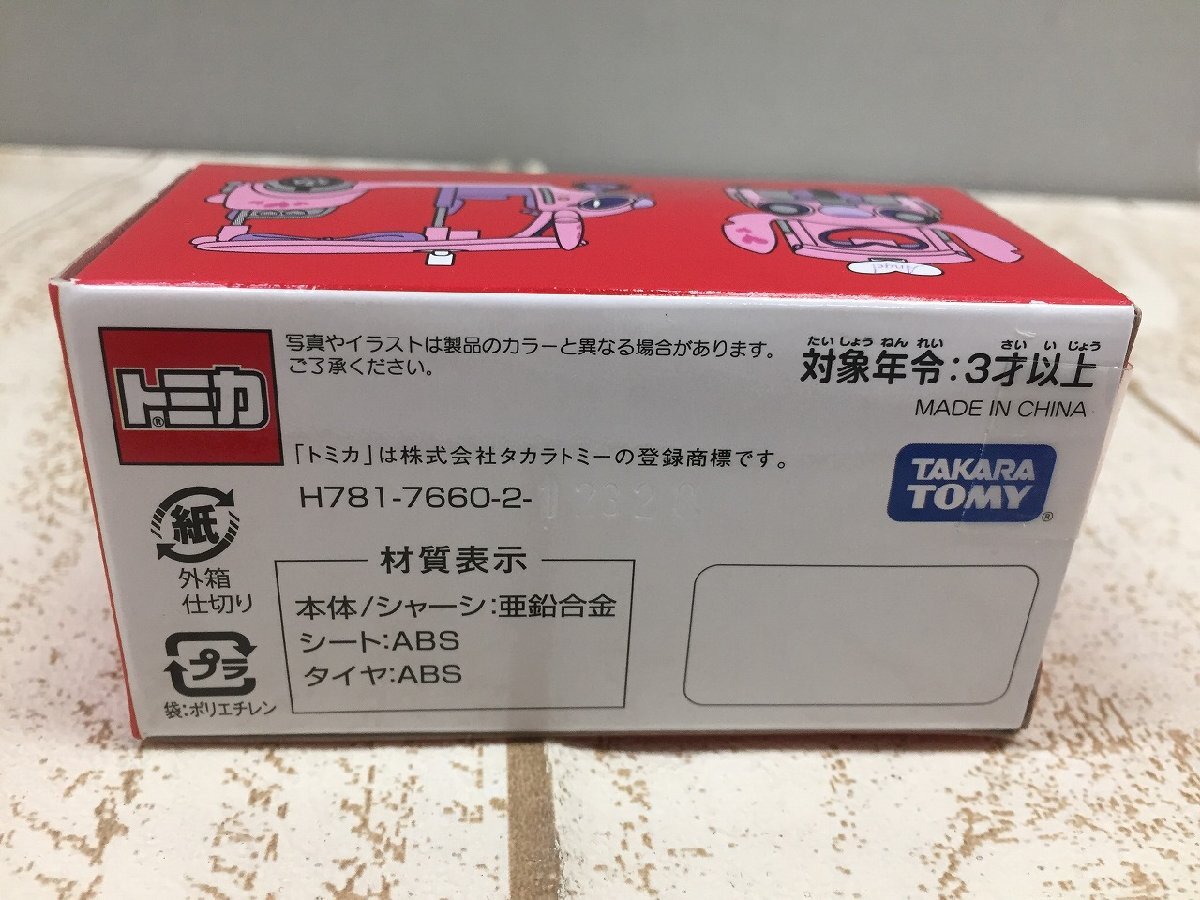 Angel
トミカ®
写真やイラストは製品のカラーと異なる場合があります。
ご了承ください。
たいしょうねんれい さいいじょう
対象年令:3才以上
MADE IN CHINA
「トミカ」は株式会社タカラトミーの登録商標です。
TAKARA
TOMY®
H781-7660-2-
紙
外箱
仕切り
プラ
袋:ポリエチレン
材質表示
本体/シャーシ:亜鉛合金
シート:ABS
タイヤ:ABS